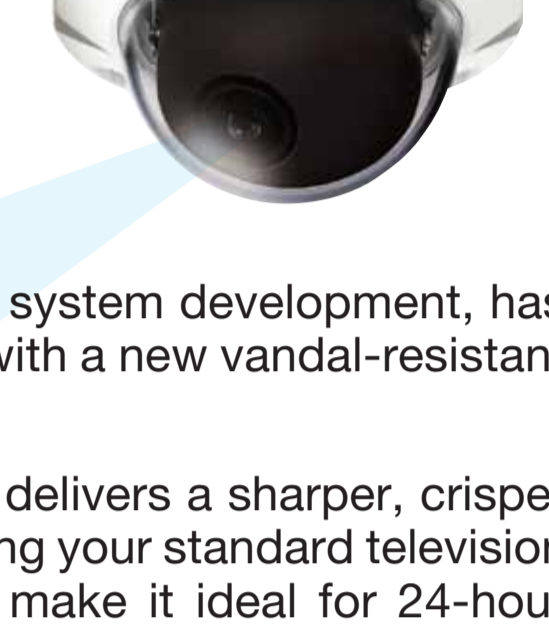 system development, has
with a new vandal-resistan
delivers a sharper, crispe
ng your standard television
make it ideal for 24-hou